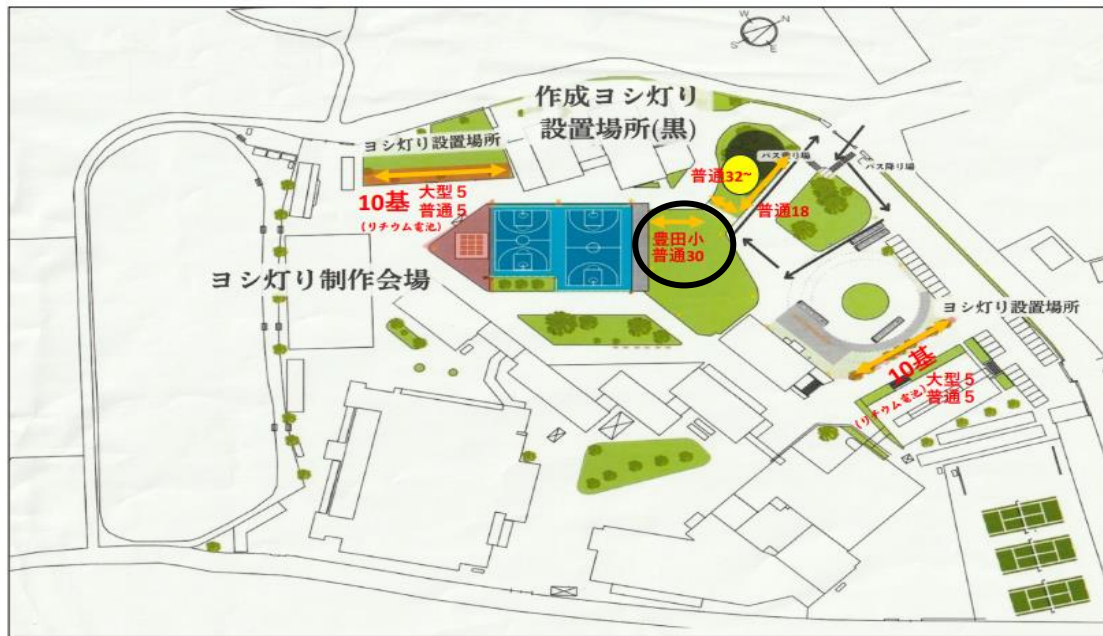 W N
S E
作成ヨシ灯り
設置場所(黒)
ヨシ灯り設置場所
バス乗り場
バス降り場
普通32~
10基 大型５
普通５
(リチウム電池)
普通18
豊田小
普通30
ヨシ灯り制作会場
ヨシ灯り設置場所
10基 大型５
普通５
(リチウム電池)